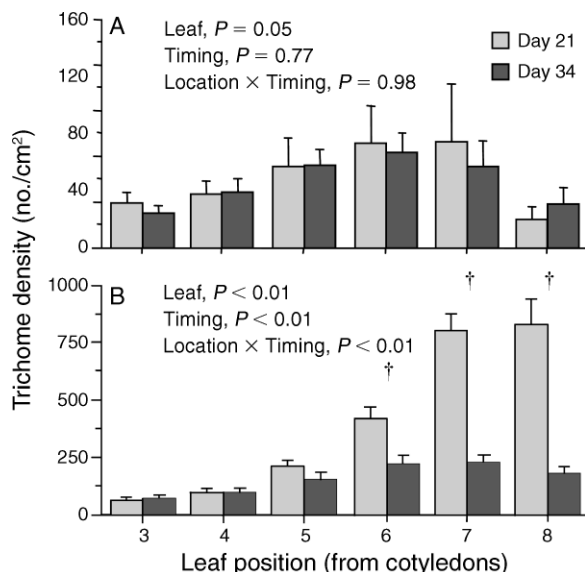 A
Leaf, P = 0.05
Timing, P = 0.77
Location × Timing, P = 0.98
Day 21
Day 34
160
120
80
40
0
B
Leaf, P < 0.01
Timing, P < 0.01
Location × Timing, P < 0.01
†
†
†
1000
750
500
250
0
Trichome density (no./cm²)
3 4 5 6 7 8
Leaf position (from cotyledons)